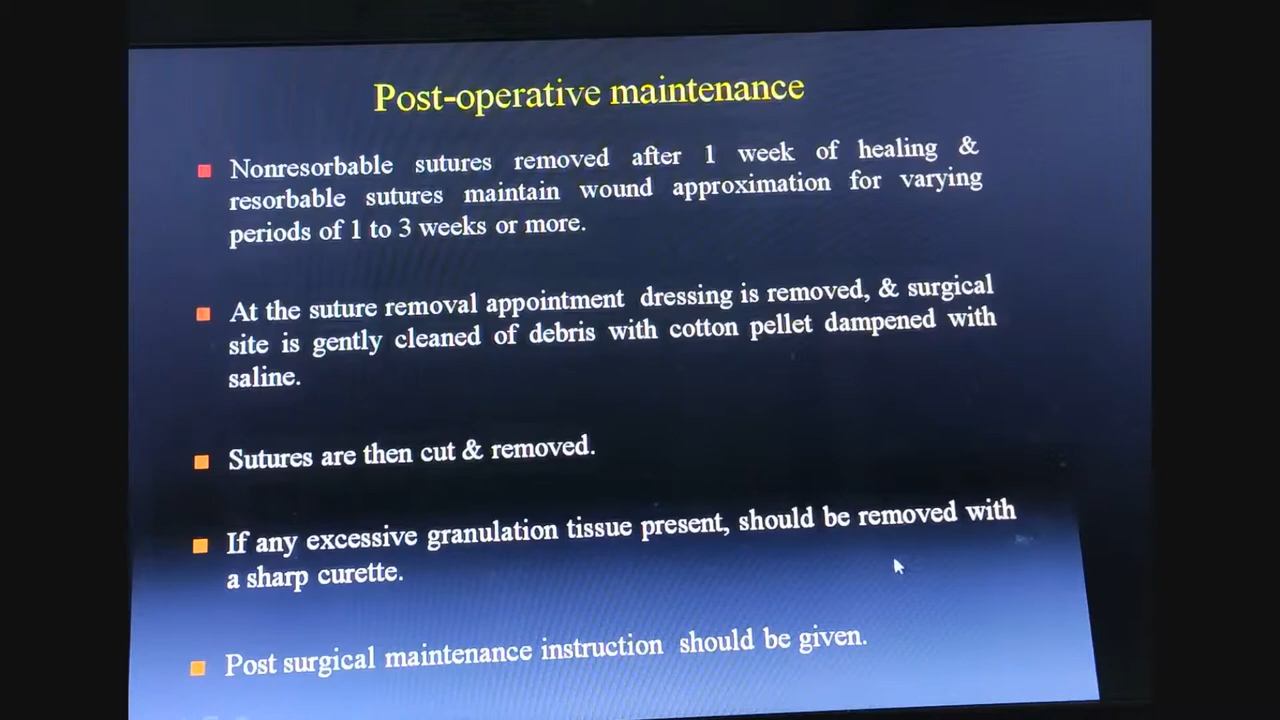 Post-operative maintenance
Nonresorbable sutures removed after 1 week of healing &
resorbable sutures maintain wound approximation for varying
periods of 1 to 3 weeks or more.
At the suture removal appointment dressing is removed, & surgical
site is gently cleaned of debris with cotton pellet dampened with
saline.
Sutures are then cut & removed.
If any excessive granulation tissue present, should be removed with
a sharp curette.
Post surgical maintenance instruction should be given.